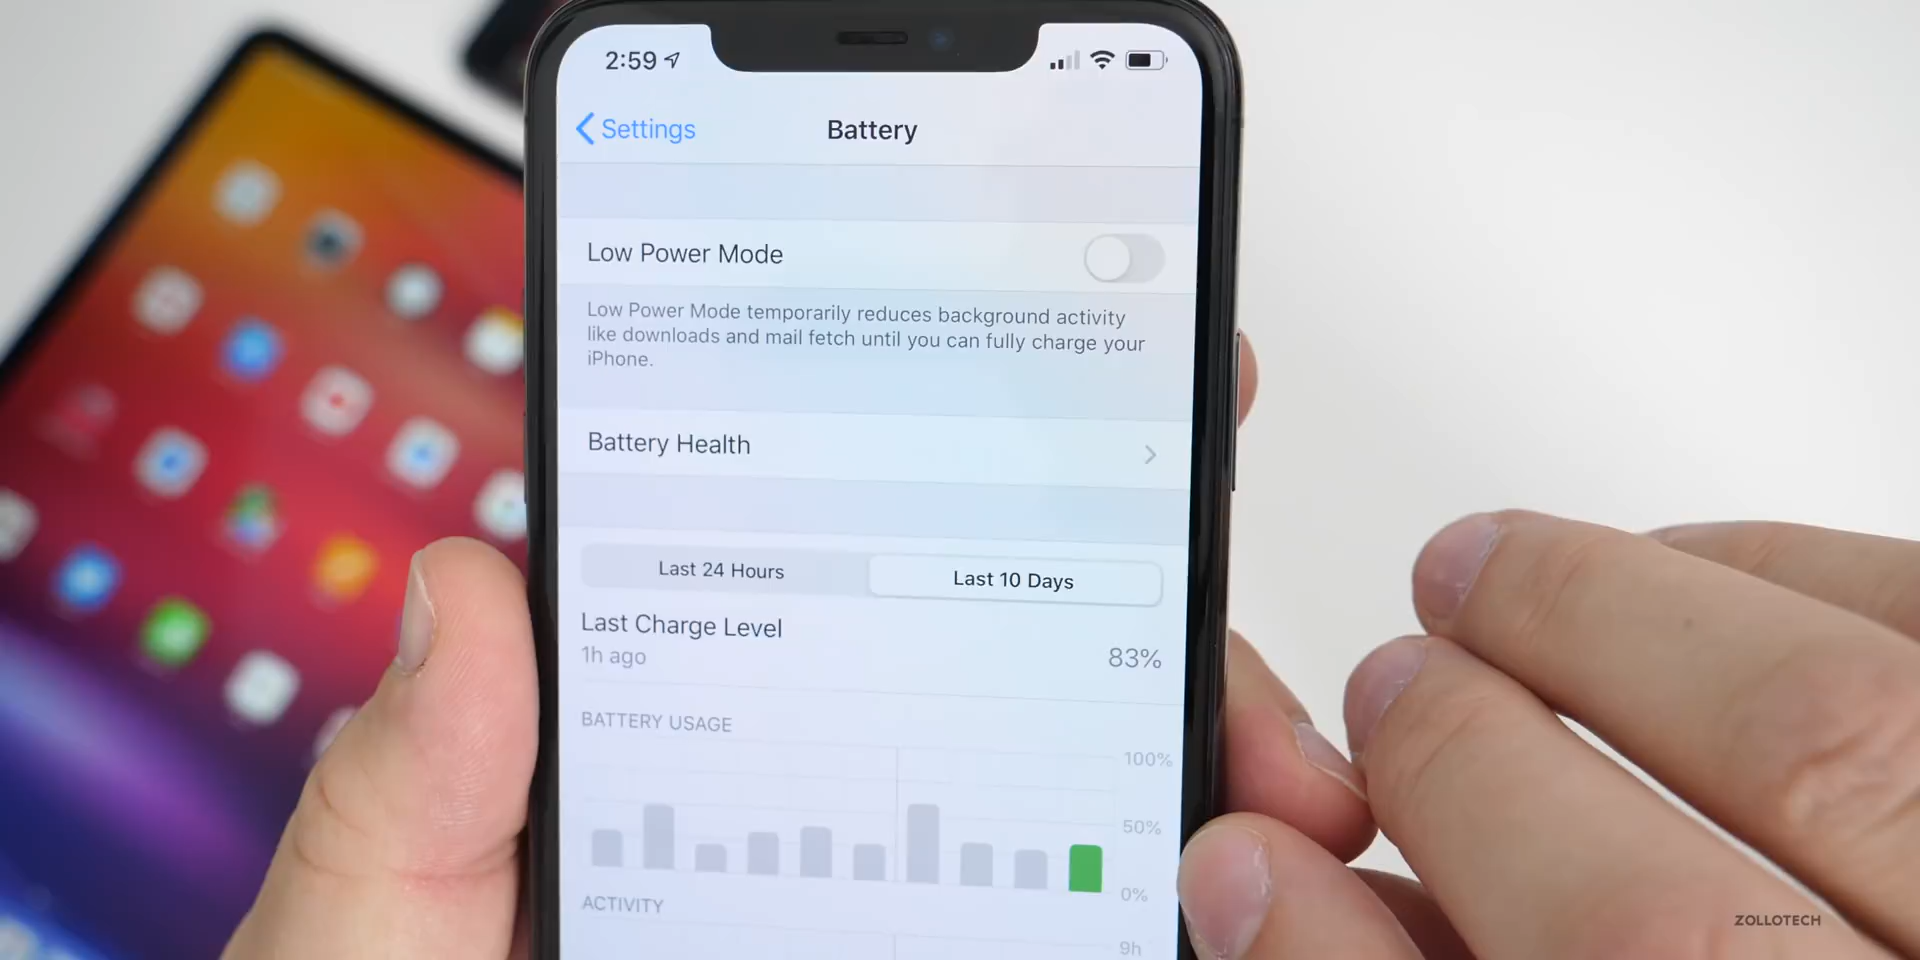 2:59
Settings
Battery
Low Power Mode
Low Power Mode temporarily reduces background activity
like downloads and mail fetch until you can fully charge your
iPhone.
Battery Health
Last 24 Hours
Last 10 Days
Last Charge Level
1h ago
83%
BATTERY USAGE
100%
50%
0%
ACTIVITY
9h
ZOLLOTECH